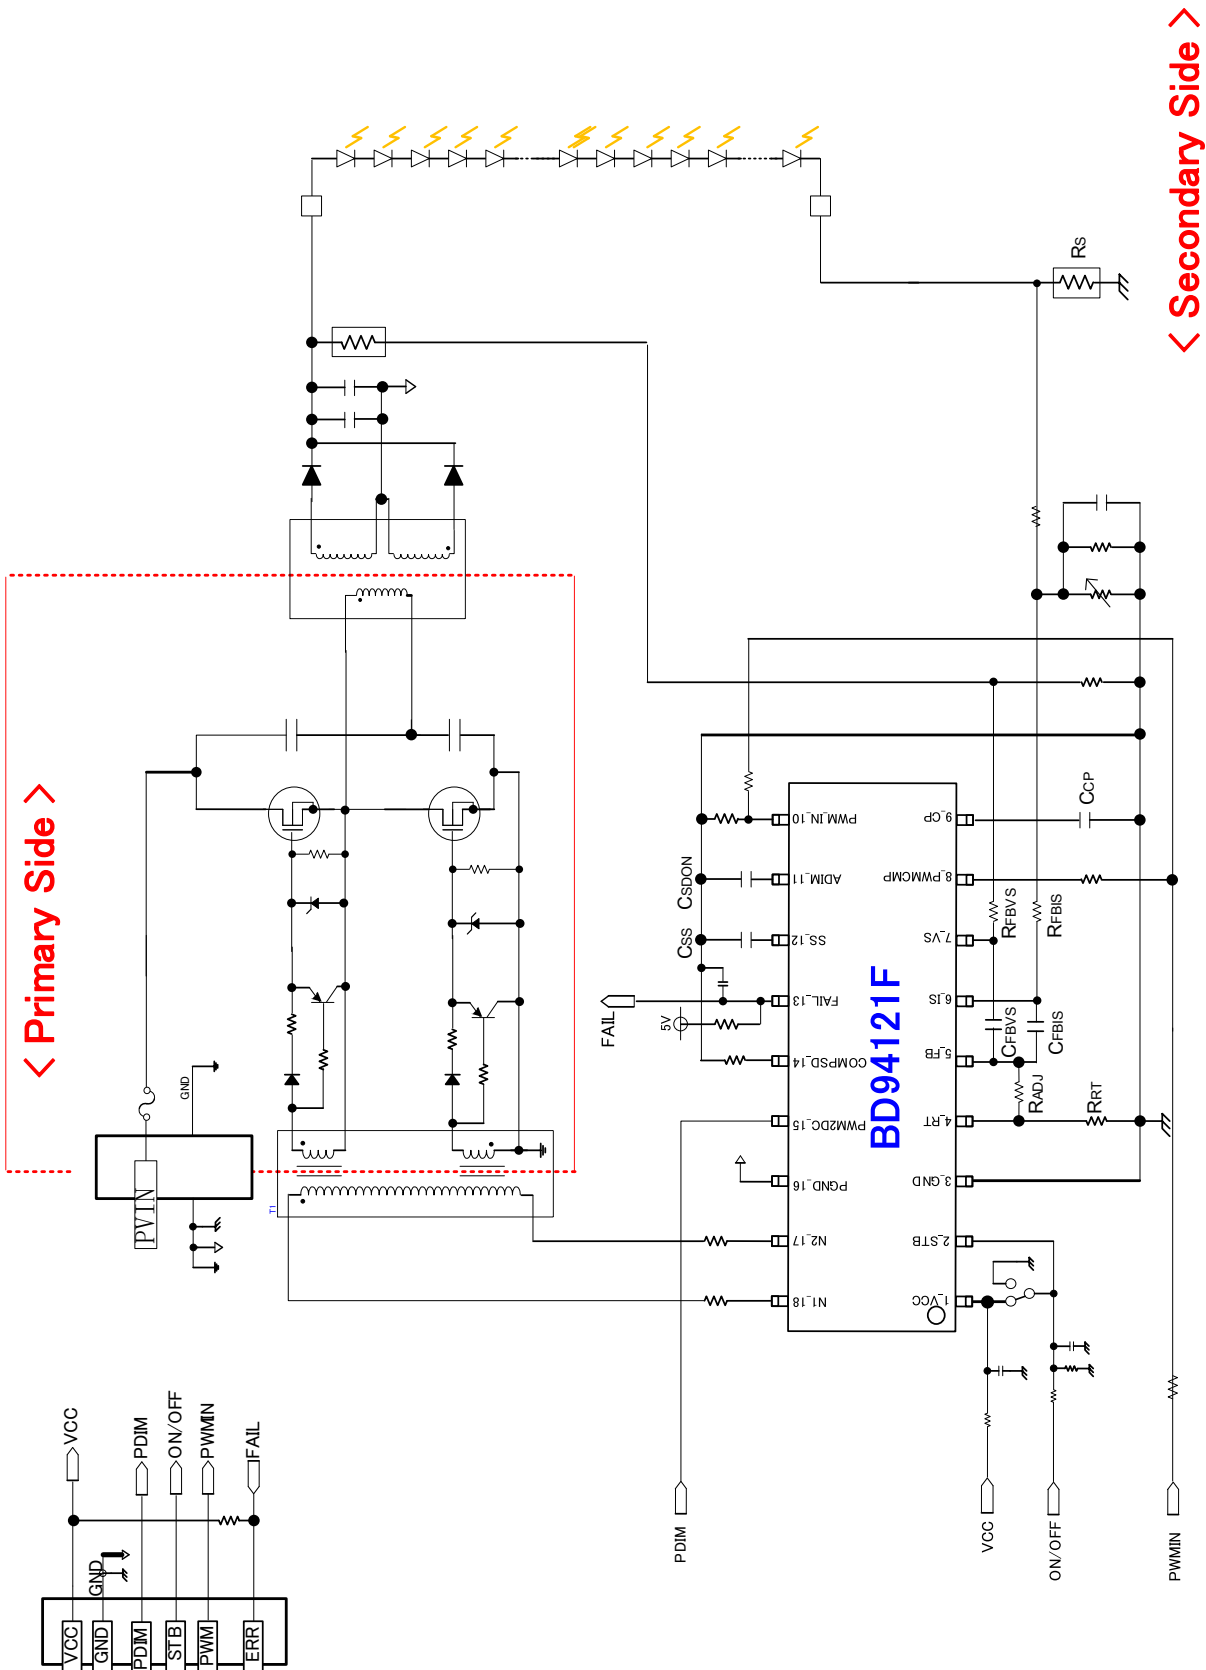 < Primary Side >
< Secondary Side >
RS
PVIN
GND
T1
VCC
PDIM
ON/OFF
PWMIN
FAIL
GND
VCC
GND
PDIM
STB
PWM
ERR
FAIL
5V
CSS
CSDON
PWM_IN_10
ADIM_11
SS_12
FAIL_13
COMPSD_14
PWM2DC_15
PGND_16
N2_17
N1_18
BD94121F
9_CP
8_PWMCMP
7_VS
6_IS
5_FB
4_RT
3_GND
2_STB
1_VCC
CCP
RFBVS
RFBIS
CFBVS
CFBIS
RADJ
RRT
PDIM
VCC
ON/OFF
PWMIN